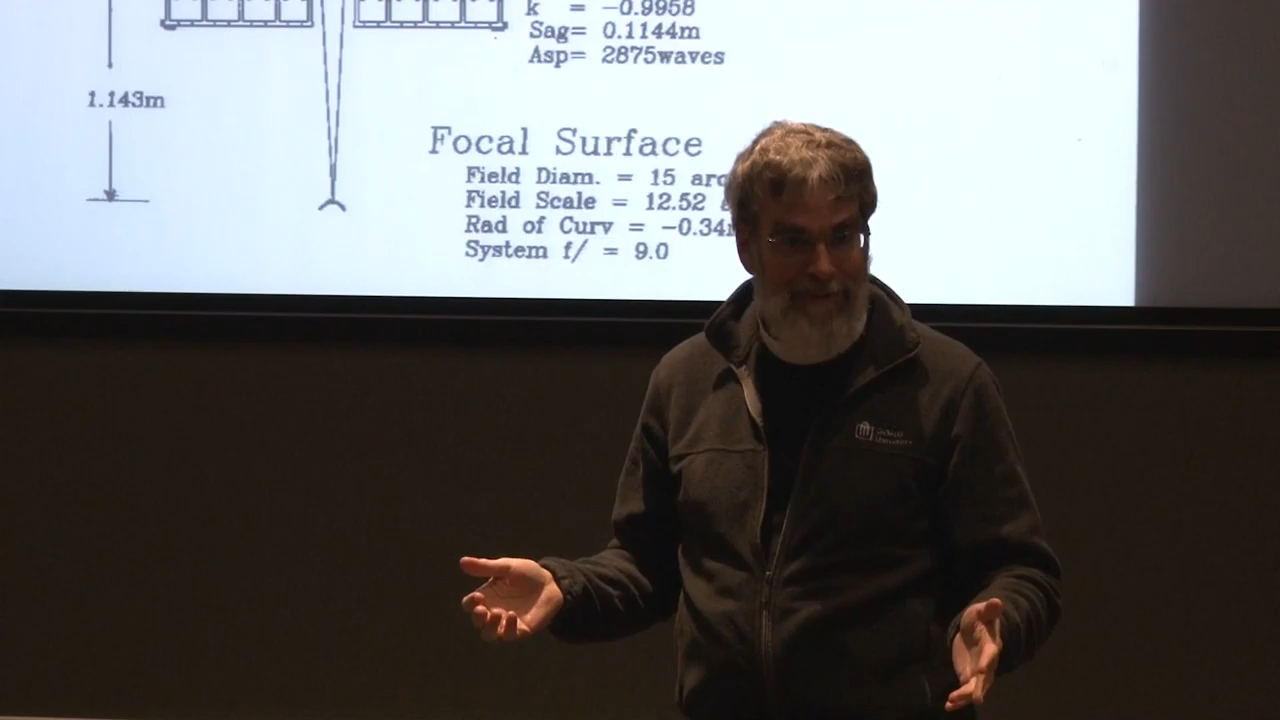 k = -0.9958
Sag= 0.1144m
Asp= 2875waves
1.143m
Focal Surface
Field Diam. = 15
Field Scale = 12.52
Rad of Curv = -0.34
System f/ = 9.0